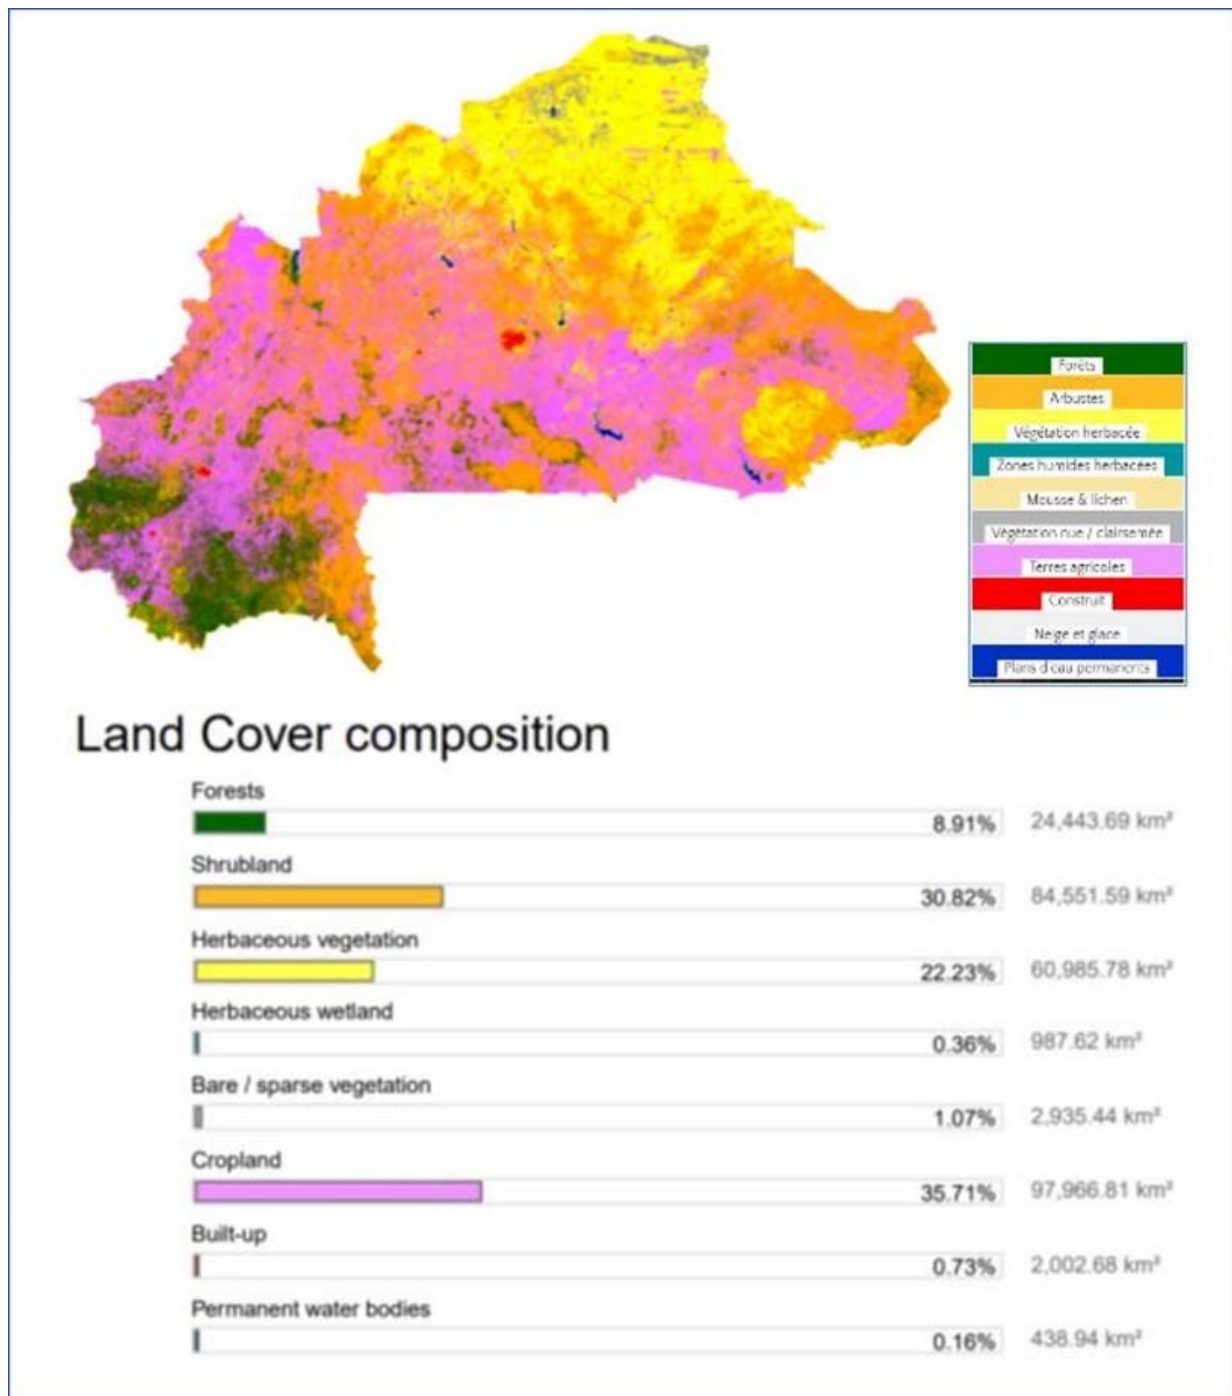 Forêts
Arbustes
Végétation herbacée
Zones humides herbacées
Mousse & lichen
Végétation nue / clairsemée
Terres agricoles
Construit
Neige et glace
Plans d'eau permanents
Land Cover composition
Forests
8.91% 24,443.69 km²
Shrubland
30.82% 84,551.59 km²
Herbaceous vegetation
22.23% 60,985.78 km²
Herbaceous wetland
0.36% 987.62 km²
Bare / sparse vegetation
1.07% 2,935.44 km²
Cropland
35.71% 97,966.81 km²
Built-up
0.73% 2,002.68 km²
Permanent water bodies
0.16% 438.94 km²